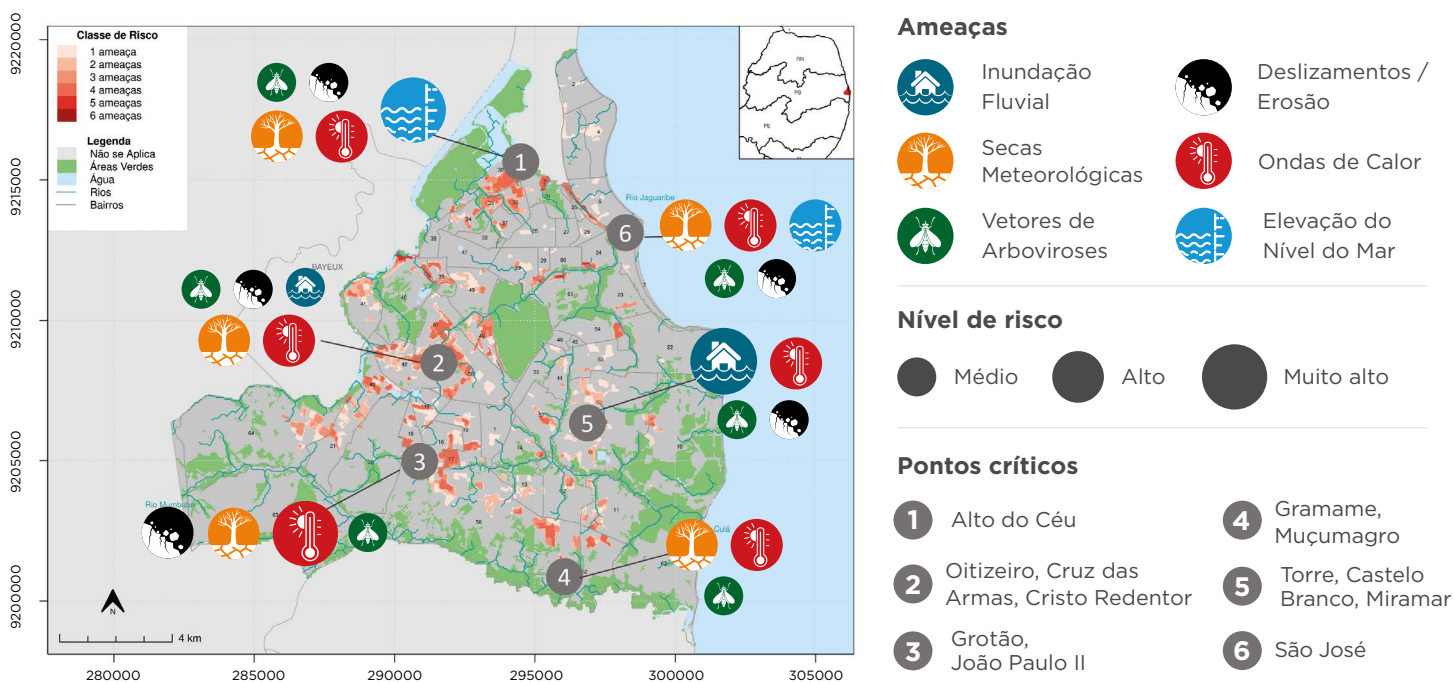 Classe de Risco
1 ameaça
2 ameaças
3 ameaças
4 ameaças
5 ameaças
6 ameaças
Legenda
Não se Aplica
Áreas Verdes
Água
Rios
Bairros
RN
PB
PE
BAYEUX
Rio Jaguaribe
Rio Mumbaba
Cuiá
N
4 km
9220000
9215000
9210000
9205000
9200000
280000
285000
290000
295000
300000
305000
1
2
3
4
5
6
Ameaças
Inundação
Fluvial
Deslizamentos /
Erosão
Secas
Meteorológicas
Ondas de Calor
Vetores de
Arboviroses
Elevação do
Nível do Mar
Nível de risco
Médio
Alto
Muito alto
Pontos críticos
1 Alto do Céu
2 Oitizeiro, Cruz das
Armas, Cristo Redentor
3 Grotão,
João Paulo II
4 Gramame,
Muçumagro
5 Torre, Castelo
Branco, Miramar
6 São José